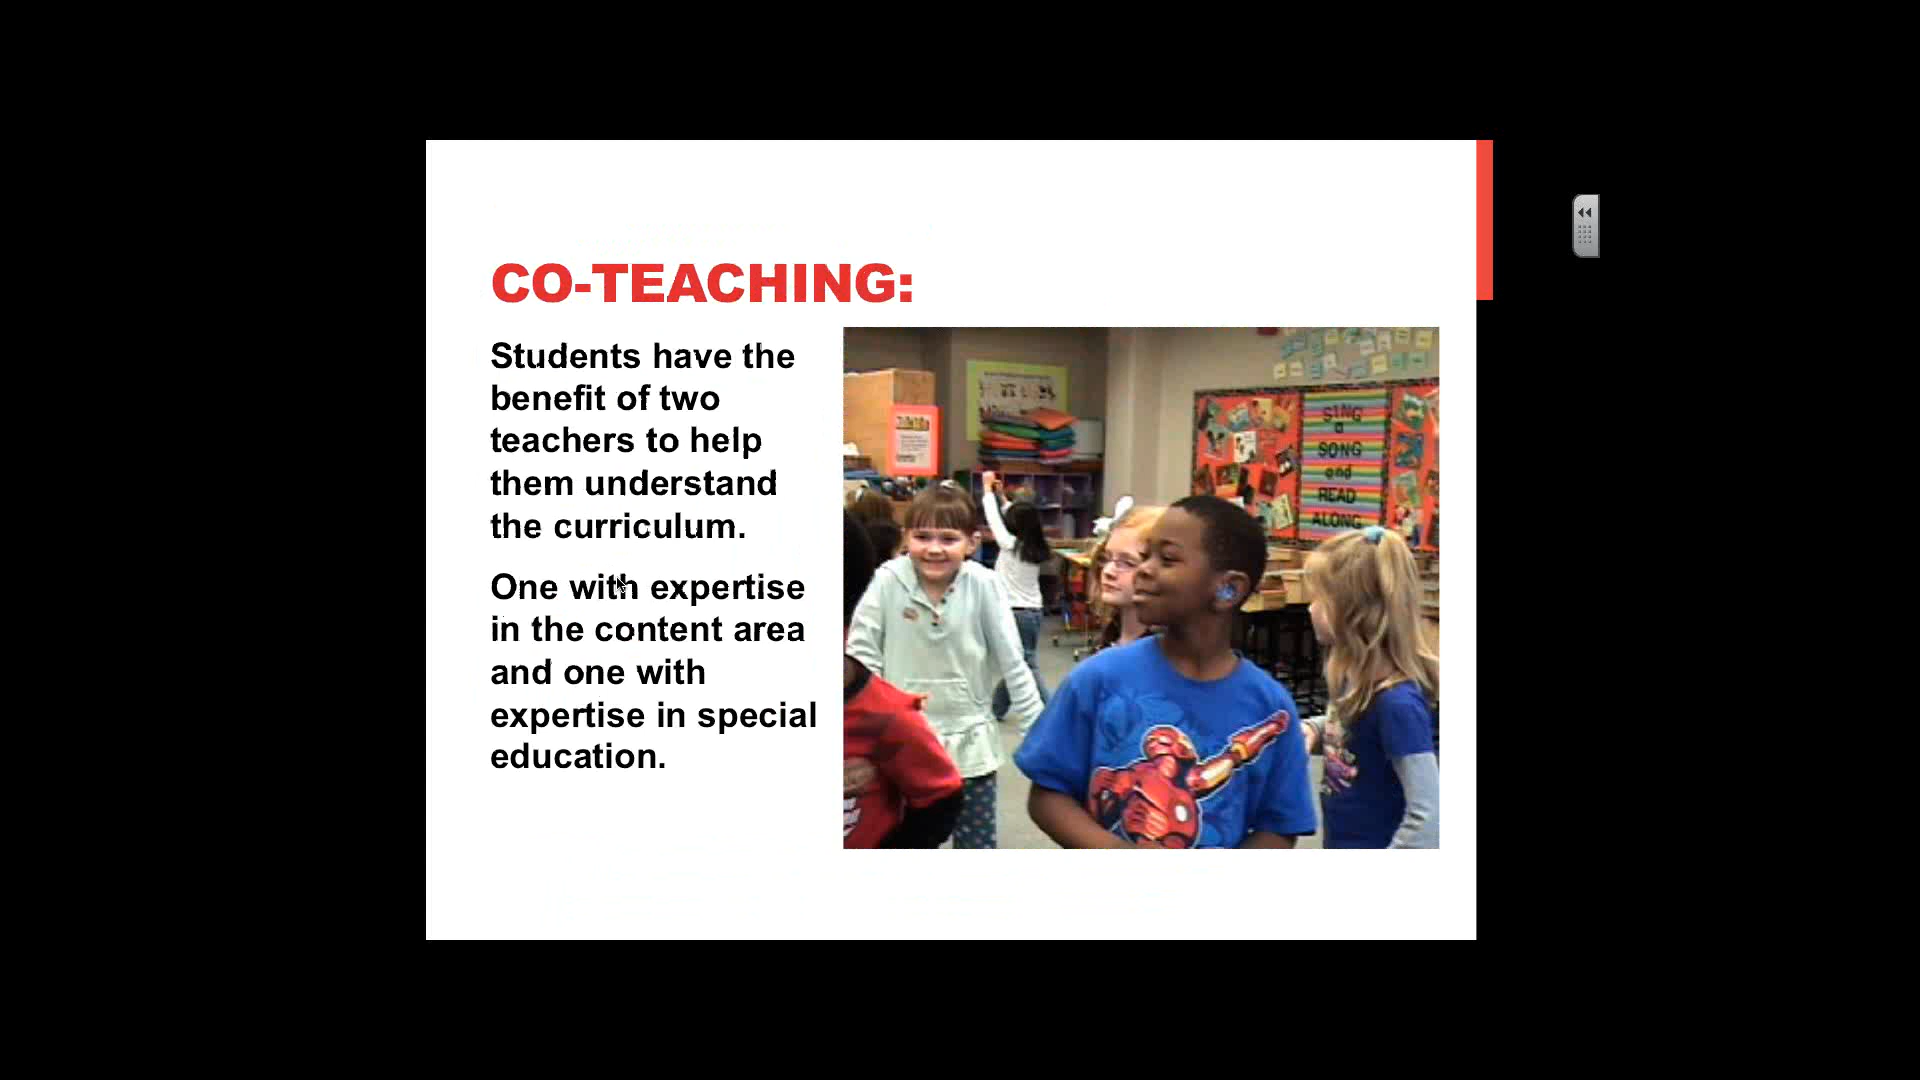 CO-TEACHING:
Students have the
benefit of two
teachers to help
them understand
the curriculum.
One with expertise
in the content area
and one with
expertise in special
education.
SING
a
SONG
and
READ
ALONG